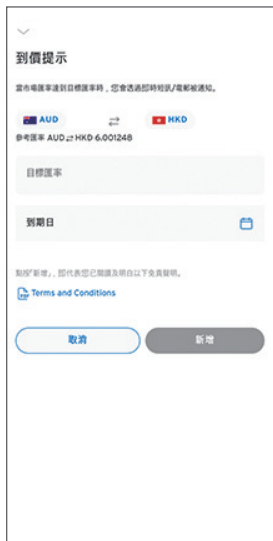 到價提示
當市場匯率達到目標匯率時，您會透過即時短訊/電郵被通知。
AUD ⇄ HKD
參考匯率 AUD ⇄ HKD 6.001248
目標匯率
到期日
點按「新增」，即代表您已閱讀及明白以下免責聲明。
Terms and Conditions
取消 新增